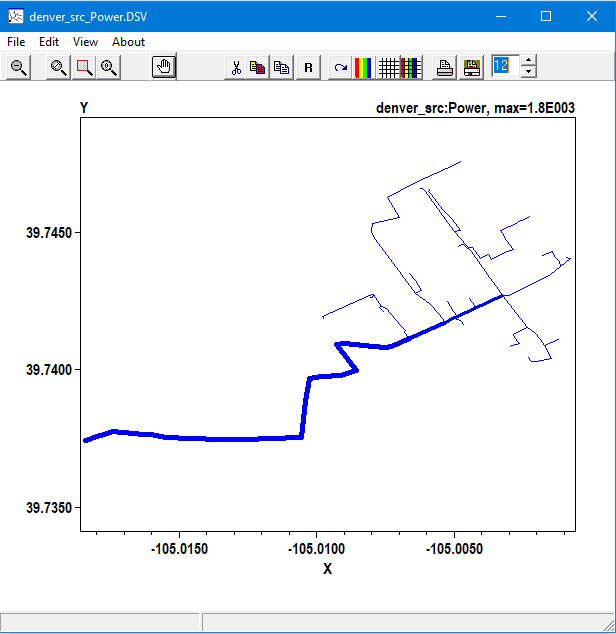 denver_src_Power.DSV
File Edit View About
R 12
Y denver_src:Power, max=1.8E003
39.7450
39.7400
39.7350
-105.0150 -105.0100 -105.0050
X